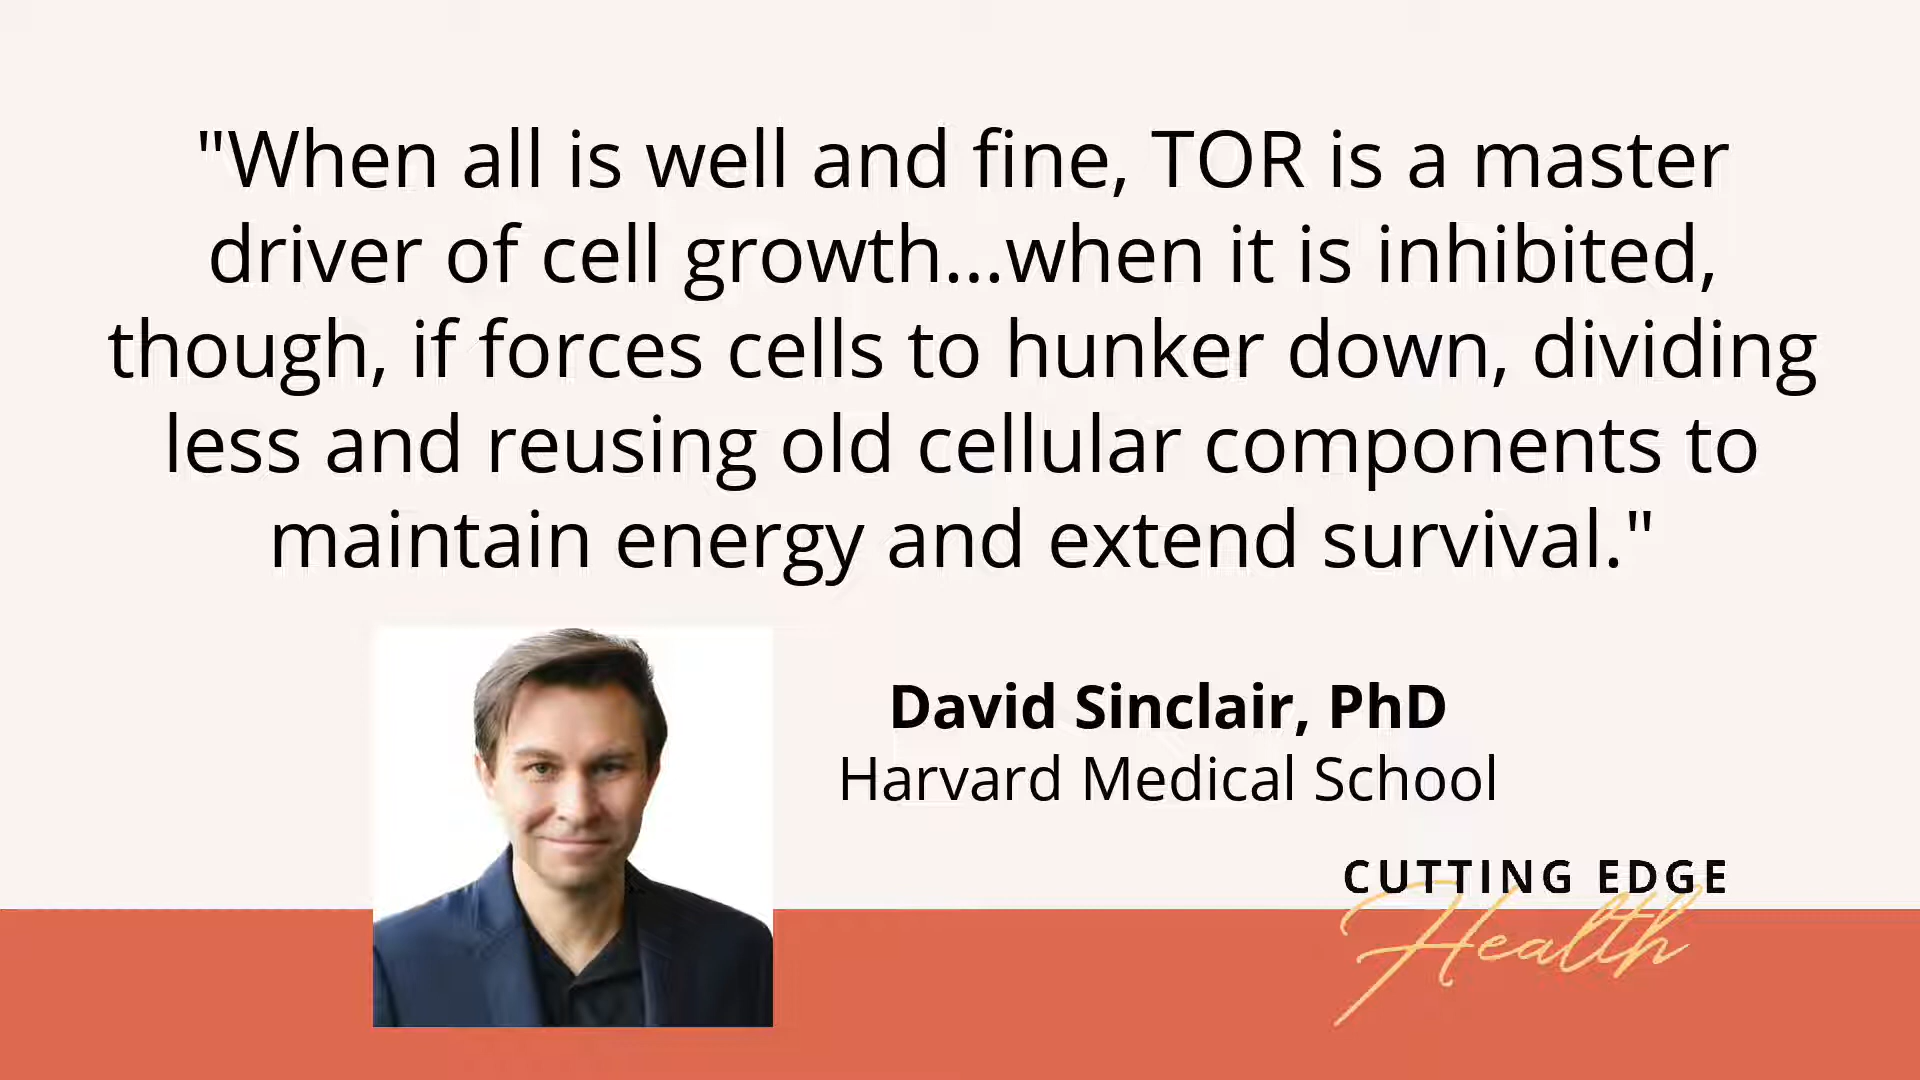 "When all is well and fine, TOR is a master
driver of cell growth...when it is inhibited,
though, if forces cells to hunker down, dividing
less and reusing old cellular components to
maintain energy and extend survival."
David Sinclair, PhD
Harvard Medical School
CUTTING EDGE
Health